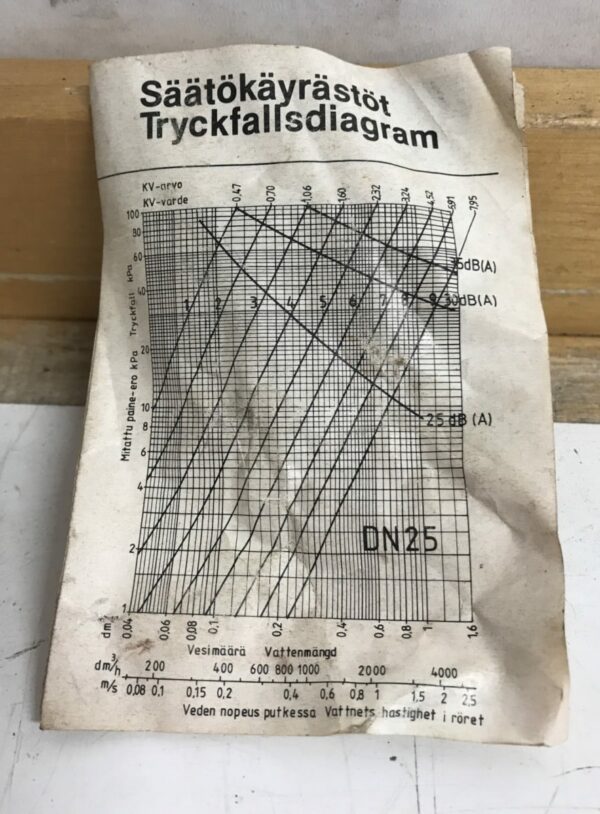 Säätökäyrästöt
Tryckfallsdiagram
KV-arvo
KV-värde
0,47 0,70 1,06 1,60 2,32 3,24 4,52 5,91 7,95
100
80
60
40
20
10
8
6
4
2
1
Mitattu paine-ero kPa Tryckfall kPa
1 2 3 4 5 6 7 8 9
35dB(A)
30dB(A)
25 dB (A)
DN25
0,04 0,06 0,08 0,1 0,2 0,4 0,6 0,8 1 1,6
Vesimäärä Vattenmängd
dm³/h 200 400 600 800 1000 2000 4000
m/s 0,08 0,1 0,15 0,2 0,4 0,6 0,8 1 1,5 2 2,5
Veden nopeus putkessa Vattnets hastighet i röret